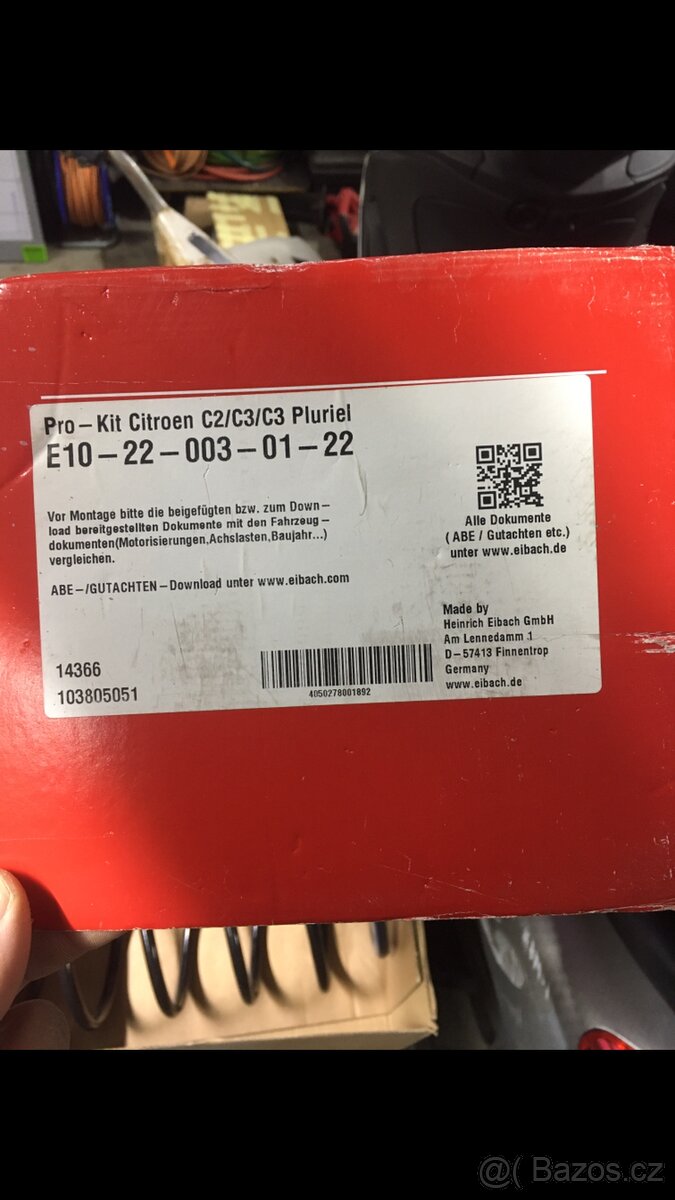 Pro-Kit Citroen C2/C3/C3 Pluriel
E10-22-003-01-22
Vor Montage bitte die beigefügten bzw. zum Down-
load bereitgestellten Dokumente mit den Fahrzeug-
dokumenten(Motorisierungen,Achslasten,Baujahr...)
vergleichen.
ABE-/GUTACHTEN-Download unter www.eibach.com
Alle Dokumente
( ABE / Gutachten etc.)
unter www.eibach.de
14366
103805051
4050278001892
Made by
Heinrich Eibach GmbH
Am Lennedamm 1
D-57413 Finnentrop
Germany
www.eibach.de
@( Bazos.cz